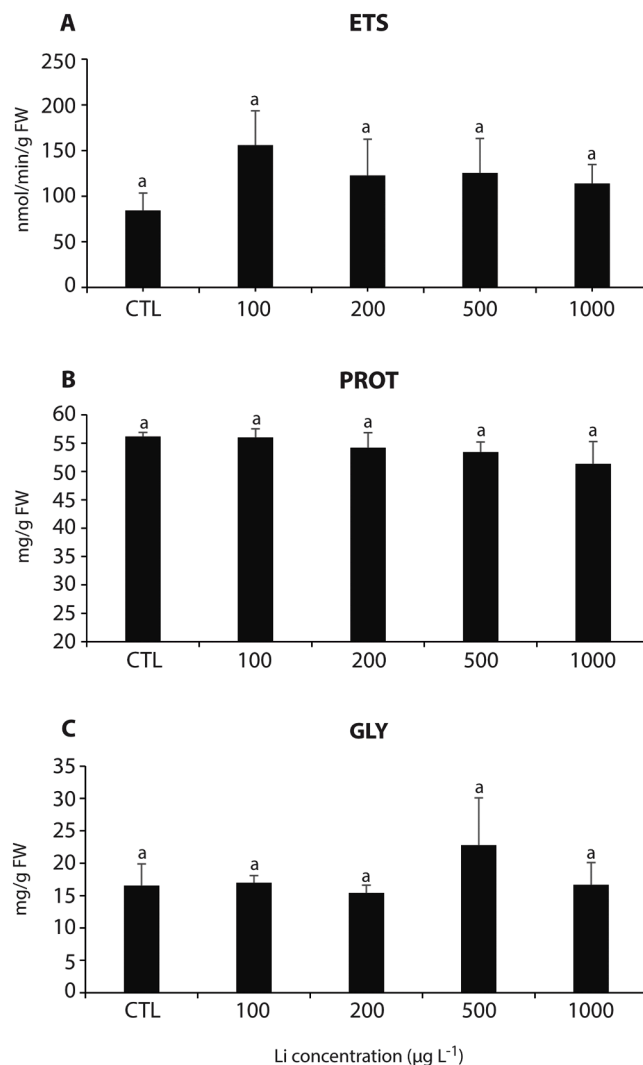 A ETS
nmol/min/g FW
250
200
150
100
50
0
a a a a a
CTL 100 200 500 1000
B PROT
mg/g FW
60
55
50
45
40
35
30
25
20
a a a a a
CTL 100 200 500 1000
C GLY
mg/g FW
35
30
25
20
15
10
5
0
a a a a a
CTL 100 200 500 1000
Li concentration (µg L⁻¹)